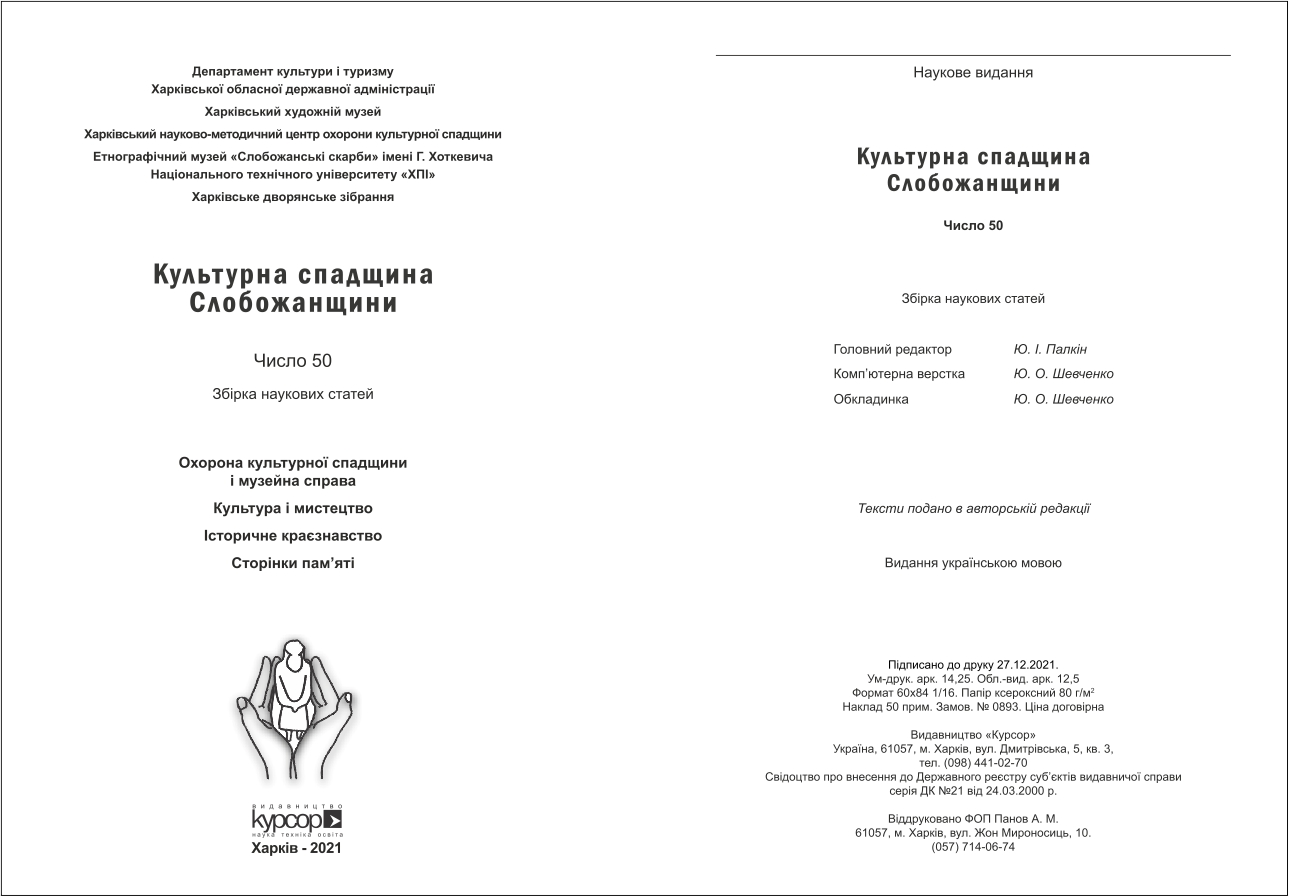 Департамент культури і туризму
Харківської обласної державної адміністрації
Харківський художній музей
Харківський науково-методичний центр охорони культурної спадщини
Етнографічний музей «Слобожанські скарби» імені Г. Хоткевича
Національного технічного університету «ХПІ»
Харківське дворянське зібрання
Культурна спадщина
Слобожанщини
Число 50
Збірка наукових статей
Охорона культурної спадщини
і музейна справа
Культура і мистецтво
Історичне краєзнавство
Сторінки пам’яті
видавництво
курсор
наука техніка освіта
Харків - 2021
Наукове видання
Культурна спадщина
Слобожанщини
Число 50
Збірка наукових статей
Головний редактор Ю. І. Палкін
Комп’ютерна верстка Ю. О. Шевченко
Обкладинка Ю. О. Шевченко
Тексти подано в авторській редакції
Видання українською мовою
Підписано до друку 27.12.2021.
Ум-друк. арк. 14,25. Обл.-вид. арк. 12,5
Формат 60х84 1/16. Папір ксероксний 80 г/м²
Наклад 50 прим. Замов. № 0893. Ціна договірна
Видавництво «Курсор»
Україна, 61057, м. Харків, вул. Дмитрівська, 5, кв. 3,
тел. (098) 441-02-70
Свідоцтво про внесення до Державного реєстру суб’єктів видавничої справи
серія ДК №21 від 24.03.2000 р.
Віддруковано ФОП Панов А. М.
61057, м. Харків, вул. Жон Мироносиць, 10.
(057) 714-06-74